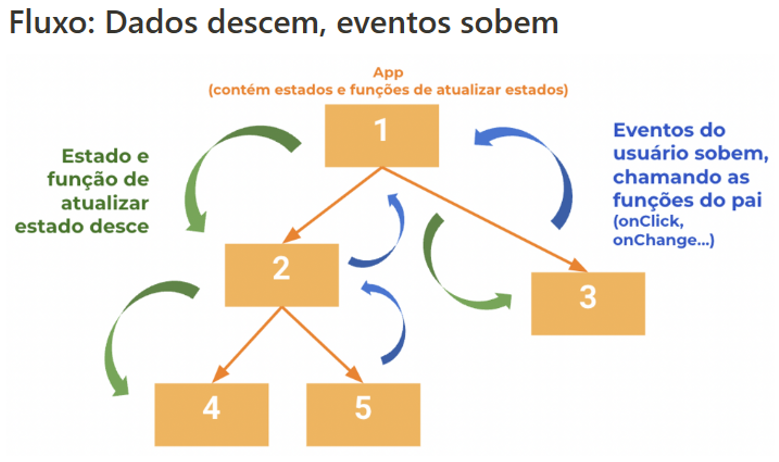 Fluxo: Dados descem, eventos sobem
App
(contém estados e funções de atualizar estados)
1
Estado e
função de
atualizar
estado desce
Eventos do
usuário sobem,
chamando as
funções do pai
(onClick,
onChange...)
2
3
4
5